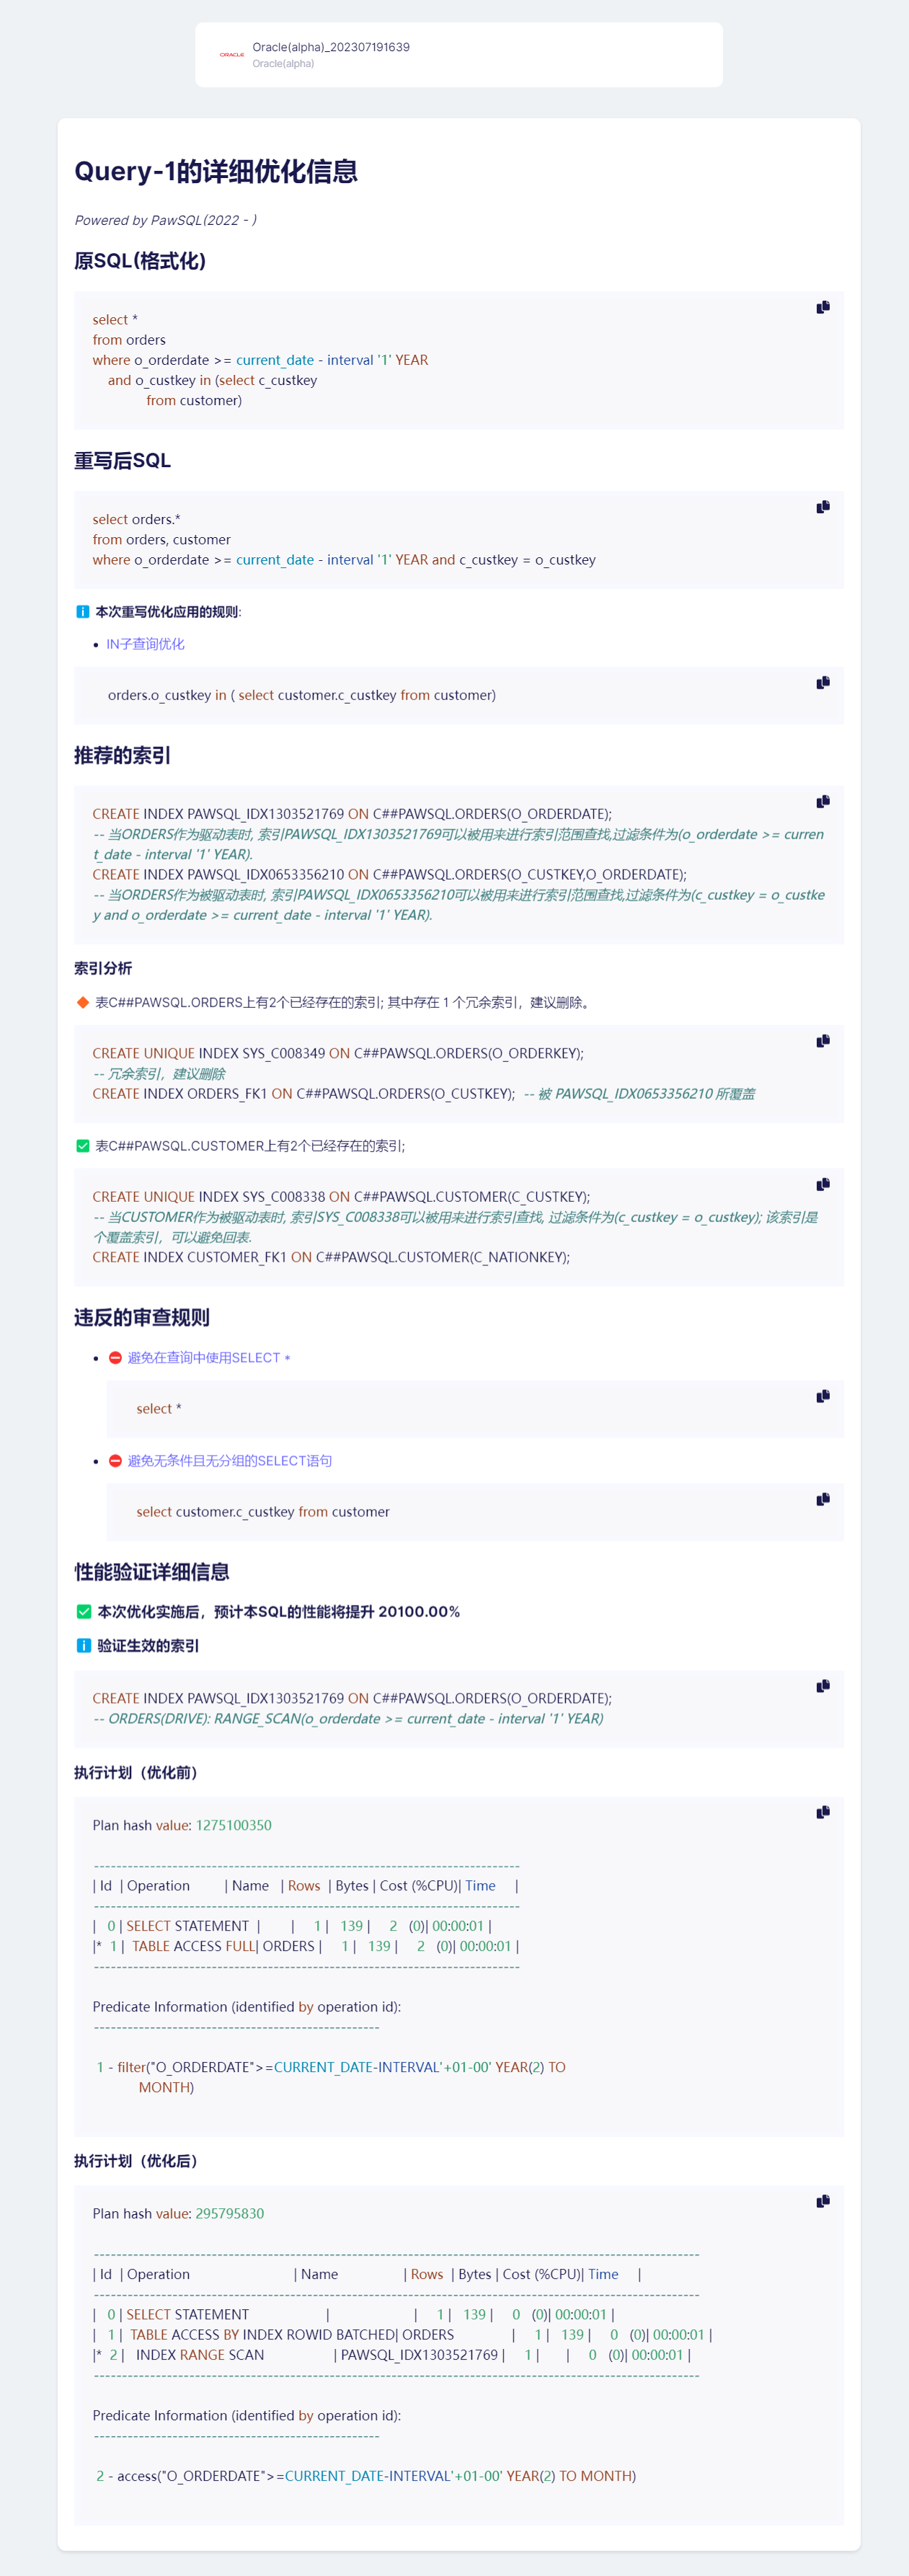 ORACLE
Oracle(alpha)_202307191639
Oracle(alpha)
Query-1的详细优化信息
Powered by PawSQL(2022 - )
原SQL(格式化)
select *
from orders
where o_orderdate >= current_date - interval '1' YEAR
and o_custkey in (select c_custkey
from customer)
重写后SQL
select orders.*
from orders, customer
where o_orderdate >= current_date - interval '1' YEAR and c_custkey = o_custkey
本次重写优化应用的规则:
IN子查询优化
orders.o_custkey in ( select customer.c_custkey from customer)
推荐的索引
CREATE INDEX PAWSQL_IDX1303521769 ON C##PAWSQL.ORDERS(O_ORDERDATE);
-- 当ORDERS作为驱动表时, 索引PAWSQL_IDX1303521769可以被用来进行索引范围查找,过滤条件为(o_orderdate >= curren
t_date - interval '1' YEAR).
CREATE INDEX PAWSQL_IDX0653356210 ON C##PAWSQL.ORDERS(O_CUSTKEY,O_ORDERDATE);
-- 当ORDERS作为被驱动表时, 索引PAWSQL_IDX0653356210可以被用来进行索引范围查找,过滤条件为(c_custkey = o_custke
y and o_orderdate >= current_date - interval '1' YEAR).
索引分析
表C##PAWSQL.ORDERS上有2个已经存在的索引; 其中存在 1 个冗余索引，建议删除。
CREATE UNIQUE INDEX SYS_C008349 ON C##PAWSQL.ORDERS(O_ORDERKEY);
-- 冗余索引，建议删除
CREATE INDEX ORDERS_FK1 ON C##PAWSQL.ORDERS(O_CUSTKEY);  -- 被 PAWSQL_IDX0653356210 所覆盖
表C##PAWSQL.CUSTOMER上有2个已经存在的索引;
CREATE UNIQUE INDEX SYS_C008338 ON C##PAWSQL.CUSTOMER(C_CUSTKEY);
-- 当CUSTOMER作为被驱动表时, 索引SYS_C008338可以被用来进行索引查找, 过滤条件为(c_custkey = o_custkey); 该索引是
个覆盖索引，可以避免回表.
CREATE INDEX CUSTOMER_FK1 ON C##PAWSQL.CUSTOMER(C_NATIONKEY);
违反的审查规则
避免在查询中使用SELECT *
select *
避免无条件且无分组的SELECT语句
select customer.c_custkey from customer
性能验证详细信息
本次优化实施后，预计本SQL的性能将提升 20100.00%
验证生效的索引
CREATE INDEX PAWSQL_IDX1303521769 ON C##PAWSQL.ORDERS(O_ORDERDATE);
-- ORDERS(DRIVE): RANGE_SCAN(o_orderdate >= current_date - interval '1' YEAR)
执行计划（优化前）
Plan hash value: 1275100350
----------------------------------------------------------------------------
| Id  | Operation         | Name   | Rows  | Bytes | Cost (%CPU)| Time     |
----------------------------------------------------------------------------
|   0 | SELECT STATEMENT  |        |     1 |   139 |     2   (0)| 00:00:01 |
|*  1 |  TABLE ACCESS FULL| ORDERS |     1 |   139 |     2   (0)| 00:00:01 |
----------------------------------------------------------------------------
Predicate Information (identified by operation id):
---------------------------------------------------
1 - filter("O_ORDERDATE">=CURRENT_DATE-INTERVAL'+01-00' YEAR(2) TO
MONTH)
执行计划（优化后）
Plan hash value: 295795830
------------------------------------------------------------------------------------------------------------
| Id  | Operation                           | Name                 | Rows  | Bytes | Cost (%CPU)| Time     |
------------------------------------------------------------------------------------------------------------
|   0 | SELECT STATEMENT                    |                      |     1 |   139 |     0   (0)| 00:00:01 |
|   1 |  TABLE ACCESS BY INDEX ROWID BATCHED| ORDERS               |     1 |   139 |     0   (0)| 00:00:01 |
|*  2 |   INDEX RANGE SCAN                  | PAWSQL_IDX1303521769 |     1 |       |     0   (0)| 00:00:01 |
------------------------------------------------------------------------------------------------------------
Predicate Information (identified by operation id):
---------------------------------------------------
2 - access("O_ORDERDATE">=CURRENT_DATE-INTERVAL'+01-00' YEAR(2) TO MONTH)